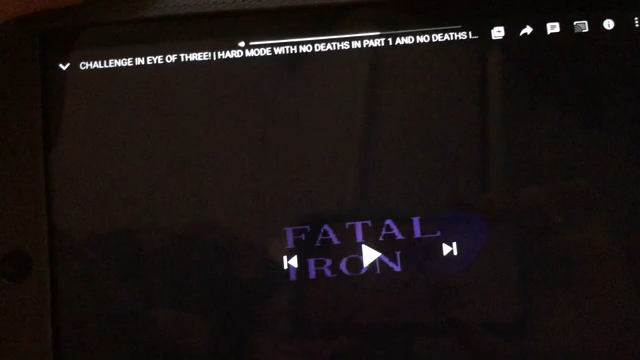 CHALLENGE IN EYE OF THREE! | HARD MODE WITH NO DEATHS IN PART 1 AND NO DEATHS I...
FATAL
IRON